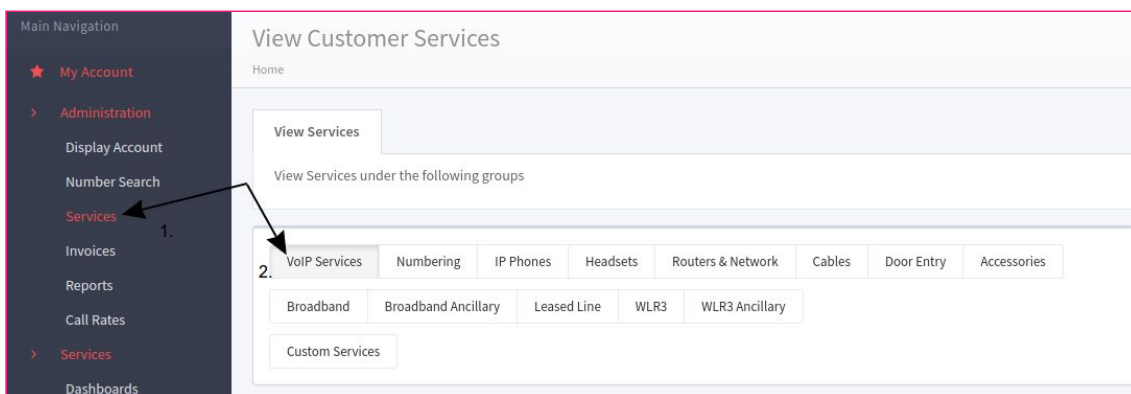 Main Navigation
My Account
Administration
Display Account
Number Search
Services
1.
Invoices
Reports
Call Rates
Services
Dashboards
View Customer Services
Home
View Services
View Services under the following groups
2.
VoIP Services Numbering IP Phones Headsets Routers & Network Cables Door Entry Accessories
Broadband Broadband Ancillary Leased Line WLR3 WLR3 Ancillary
Custom Services